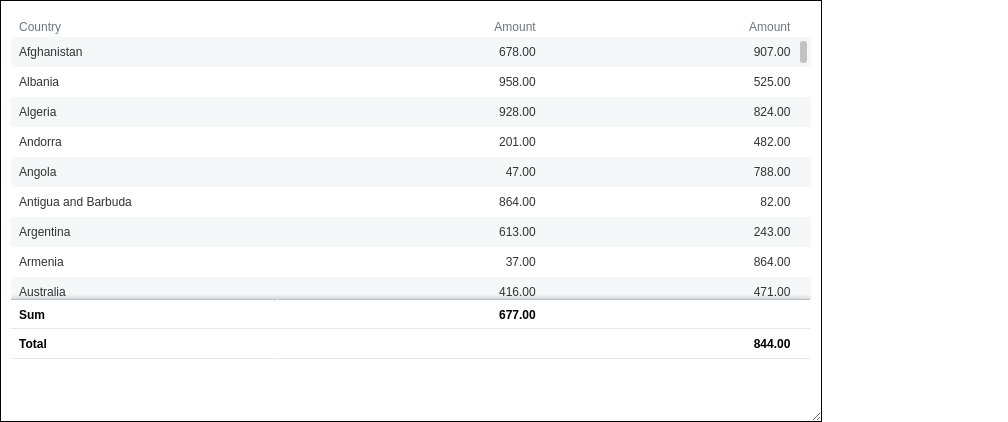 Country Amount Amount
Afghanistan 678.00 907.00
Albania 958.00 525.00
Algeria 928.00 824.00
Andorra 201.00 482.00
Angola 47.00 788.00
Antigua and Barbuda 864.00 82.00
Argentina 613.00 243.00
Armenia 37.00 864.00
Australia 416.00 471.00
Sum 677.00
Total 844.00